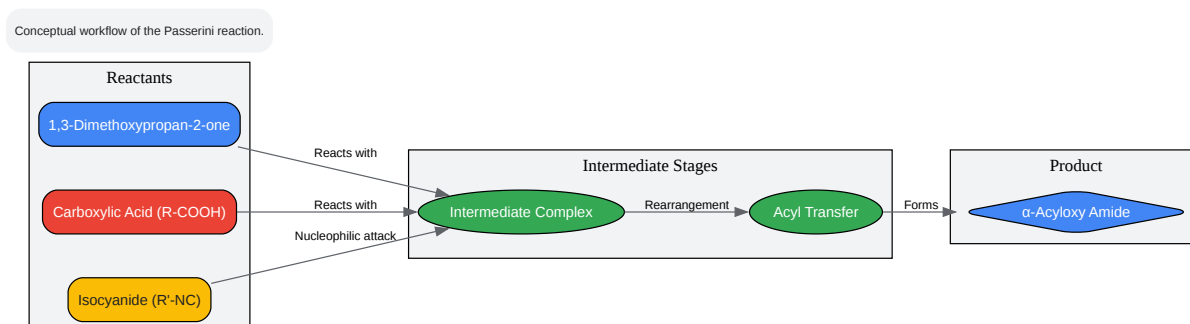 Conceptual workflow of the Passerini reaction.
Reactants
1,3-Dimethoxypropan-2-one
Carboxylic Acid (R-COOH)
Isocyanide (R'-NC)
Reacts with
Reacts with
Nucleophilic attack
Intermediate Stages
Intermediate Complex
Rearrangement
Acyl Transfer
Forms
Product
α-Acyloxy Amide